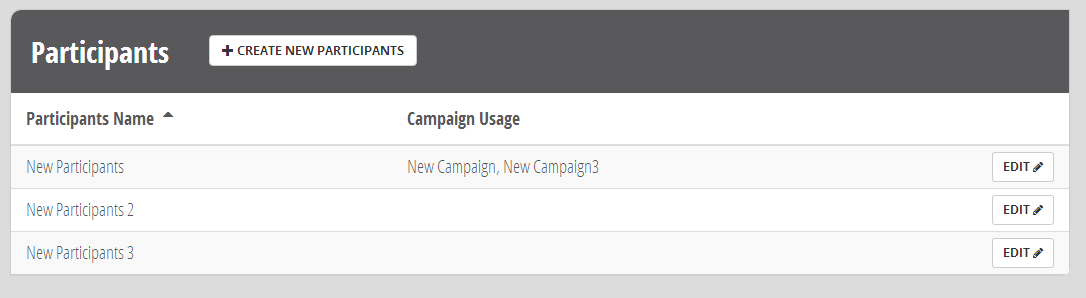 Participants
CREATE NEW PARTICIPANTS
Participants Name Campaign Usage
New Participants New Campaign, New Campaign3 EDIT
New Participants 2 EDIT
New Participants 3 EDIT